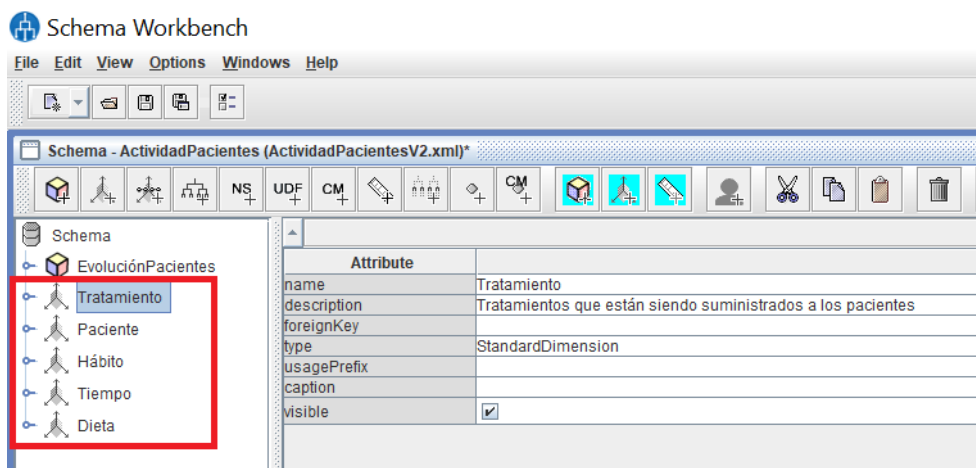 Schema Workbench
File Edit View Options Windows Help
Schema - ActividadPacientes (ActividadPacientesV2.xml)*
NS UDF CM CM
Schema
EvoluciónPacientes
Tratamiento
Paciente
Hábito
Tiempo
Dieta
Attribute
name Tratamiento
description Tratamientos que están siendo suministrados a los pacientes
foreignKey
type StandardDimension
usagePrefix
caption
visible